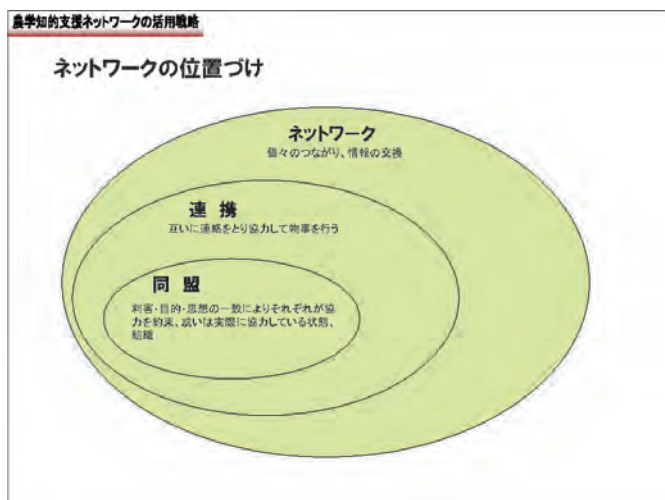 農学知的支援ネットワークの活用戦略
ネットワークの位置づけ
ネットワーク
個々のつながり、情報の交換
連 携
互いに連絡をとり協力して物事を行う
同 盟
利害・目的・思想の一致によりそれぞれが協
力を約束、或いは実際に協力している状態、
組織